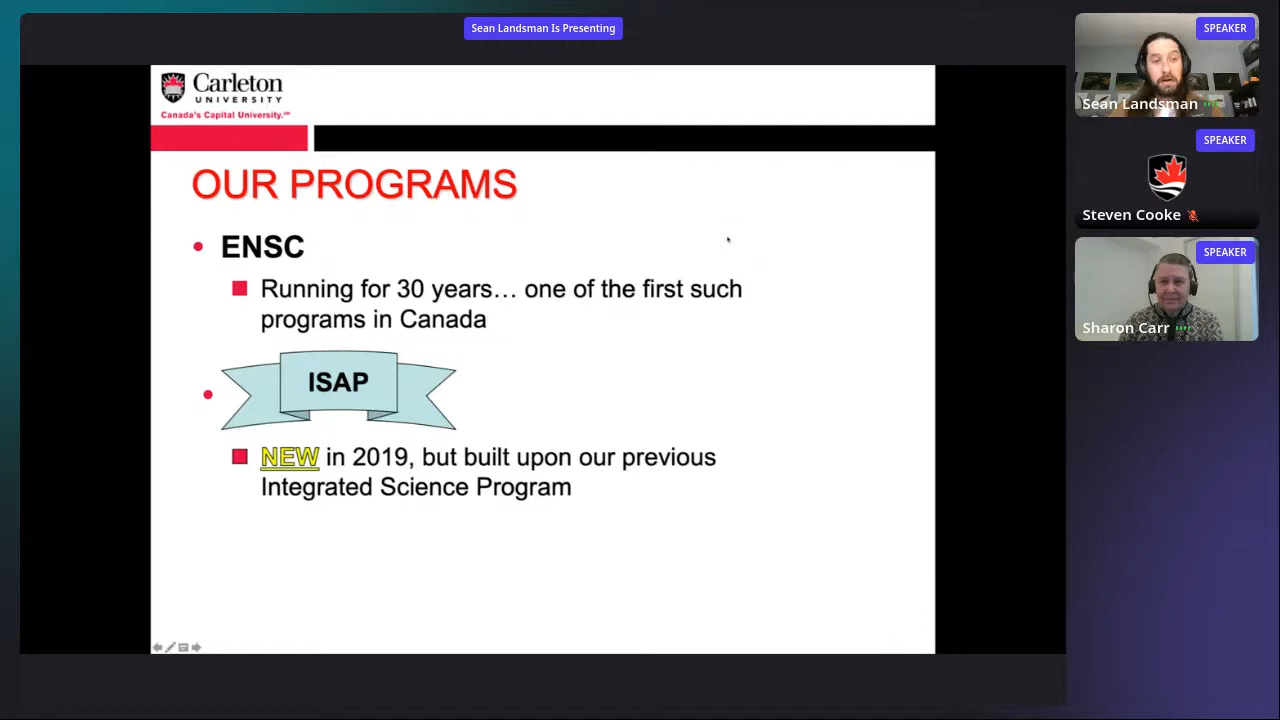 Sean Landsman Is Presenting
Carleton
UNIVERSITY
Canada's Capital University.℠
OUR PROGRAMS
• ENSC
Running for 30 years... one of the first such
programs in Canada
• ISAP
NEW in 2019, but built upon our previous
Integrated Science Program
SPEAKER
Sean Landsman
SPEAKER
Steven Cooke
SPEAKER
Sharon Carr